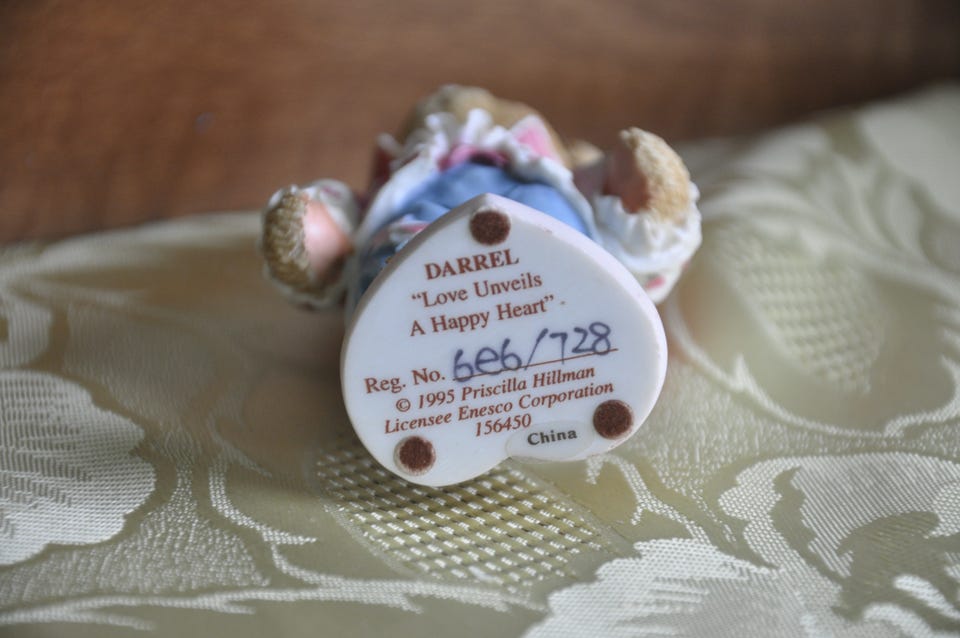 DARREL
“Love Unveils
A Happy Heart”
Reg. No. 6e6/728
© 1995 Priscilla Hillman
Licensee Enesco Corporation
156450
China